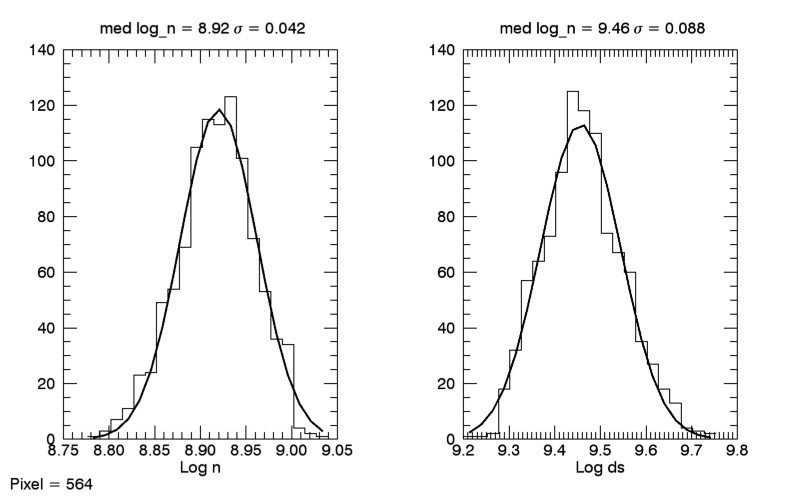 med log_n = 8.92 σ = 0.042
140
120
100
80
60
40
20
0
8.75 8.80 8.85 8.90 8.95 9.00 9.05
Log n
med log_n = 9.46 σ = 0.088
140
120
100
80
60
40
20
0
9.2 9.3 9.4 9.5 9.6 9.7 9.8
Log ds
Pixel = 564